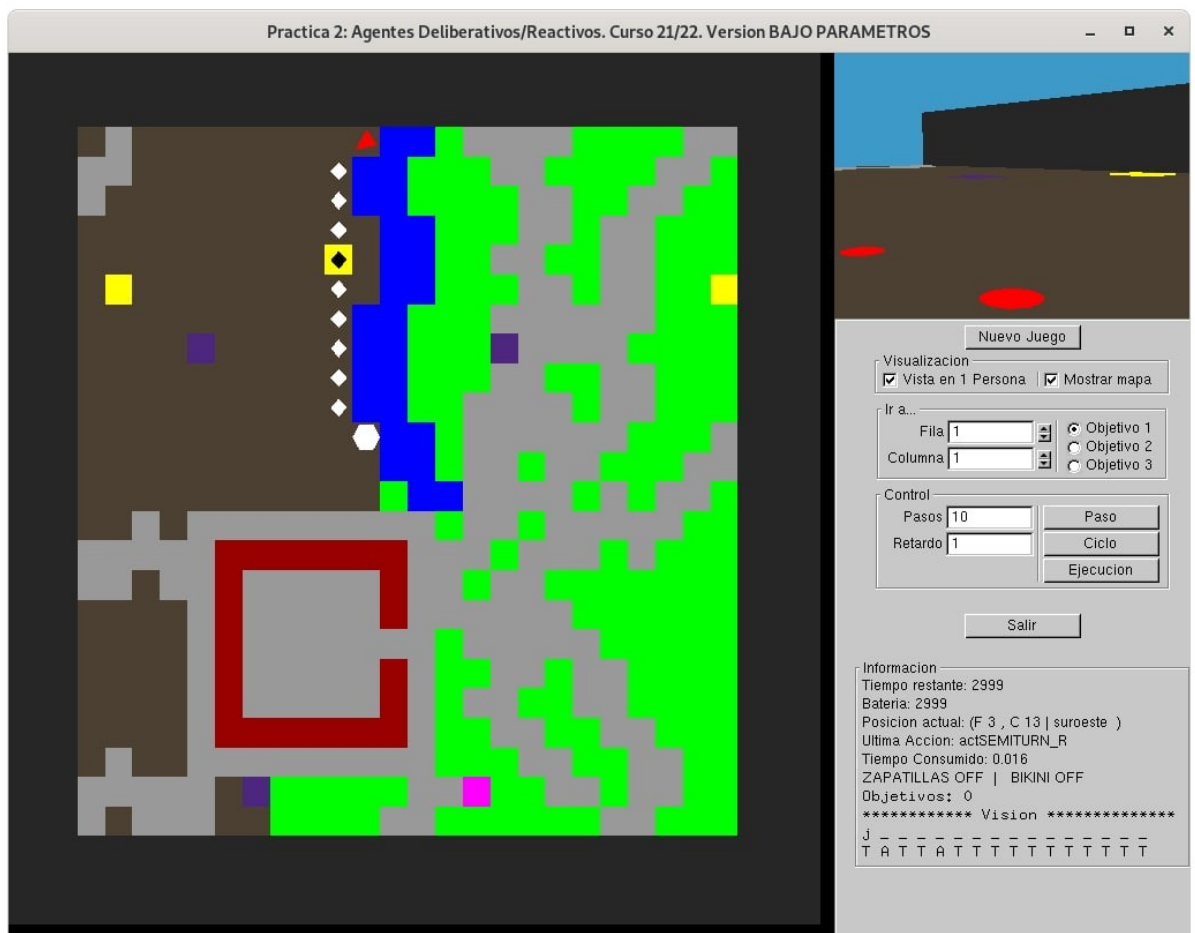 Practica 2: Agentes Deliberativos/Reactivos. Curso 21/22. Version BAJO PARAMETROS
Nuevo Juego
Visualizacion
Vista en 1 Persona
Mostrar mapa
Ir a...
Fila 1
Columna 1
Objetivo 1
Objetivo 2
Objetivo 3
Control
Pasos 10
Retardo 1
Paso
Ciclo
Ejecucion
Salir
Informacion
Tiempo restante: 2999
Bateria: 2999
Posicion actual: (F 3 , C 13 | suroeste )
Ultima Accion: actSEMITURN_R
Tiempo Consumido: 0.016
ZAPATILLAS OFF | BIKINI OFF
Objetivos: 0
************ Vision **************
j _ _ _ _ _ _ _ _ _ _ _ _ _ _ _
T A T T A T T T T T T T T T T T